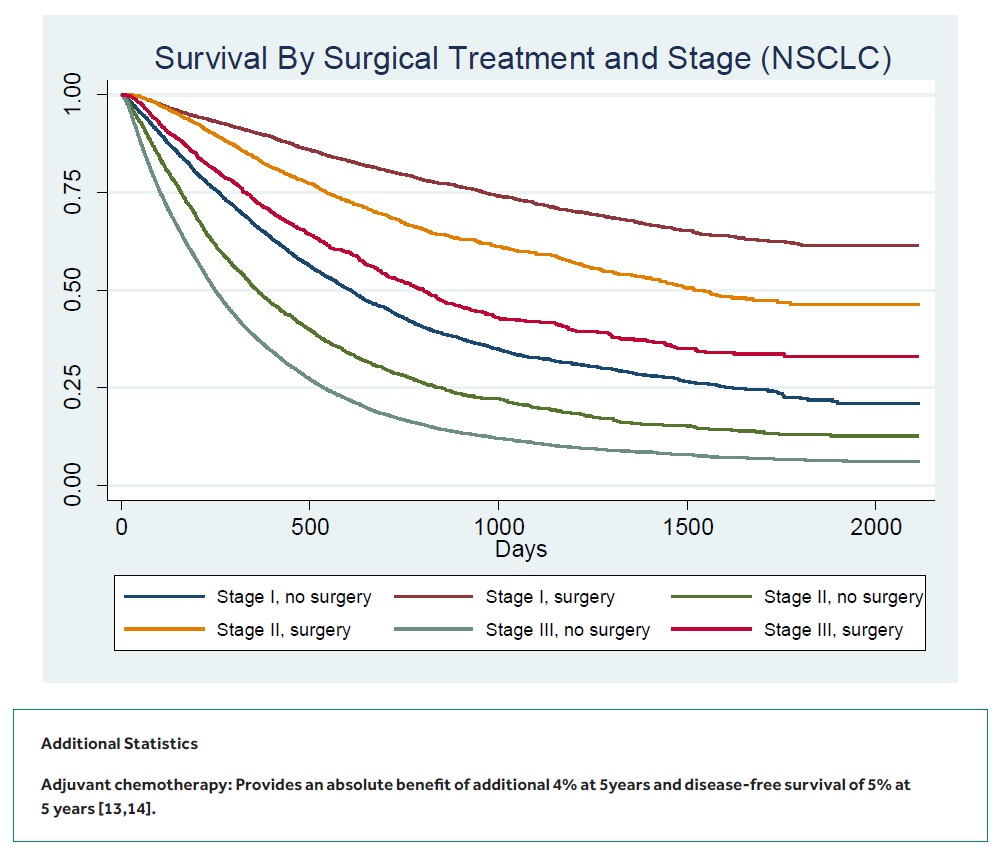 Survival By Surgical Treatment and Stage (NSCLC)
1.00
0.75
0.50
0.25
0.00
0 500 1000 1500 2000
Days
Stage I, no surgery Stage I, surgery Stage II, no surgery
Stage II, surgery Stage III, no surgery Stage III, surgery
Additional Statistics
Adjuvant chemotherapy: Provides an absolute benefit of additional 4% at 5years and disease-free survival of 5% at
5 years [13,14].